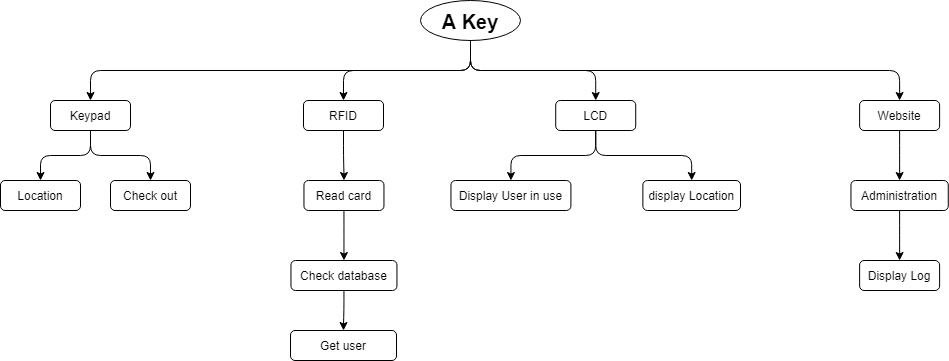 A Key
Keypad
RFID
LCD
Website
Location
Check out
Read card
Display User in use
display Location
Administration
Check database
Display Log
Get user